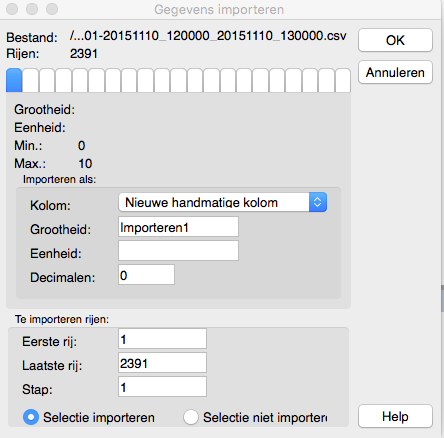 Gegevens importeren
Bestand: /...01-20151110_120000_20151110_130000.csv
Rijen: 2391
OK
Annuleren
Grootheid:
Eenheid:
Min.: 0
Max.: 10
Importeren als:
Kolom: Nieuwe handmatige kolom
Grootheid: Importeren1
Eenheid:
Decimalen: 0
Te importeren rijen:
Eerste rij: 1
Laatste rij: 2391
Stap: 1
Selectie importeren Selectie niet importere
Help